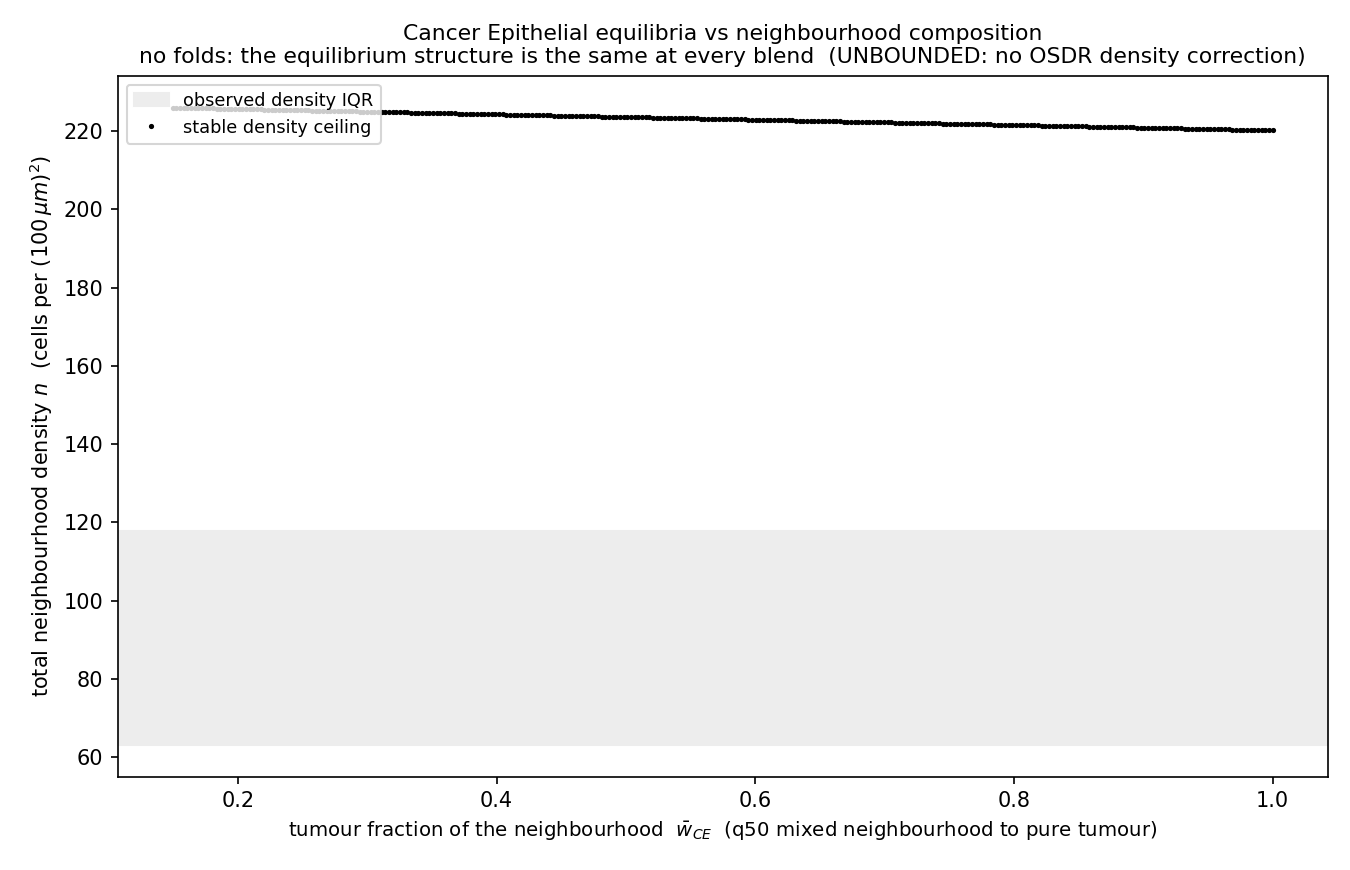 Cancer Epithelial equilibria vs neighbourhood composition
no folds: the equilibrium structure is the same at every blend  (UNBOUNDED: no OSDR density correction)
observed density IQR
stable density ceiling
total neighbourhood density n  (cells per (100 μm)²)
220
200
180
160
140
120
100
80
60
0.2
0.4
0.6
0.8
1.0
tumour fraction of the neighbourhood  w̄_CE  (q50 mixed neighbourhood to pure tumour)